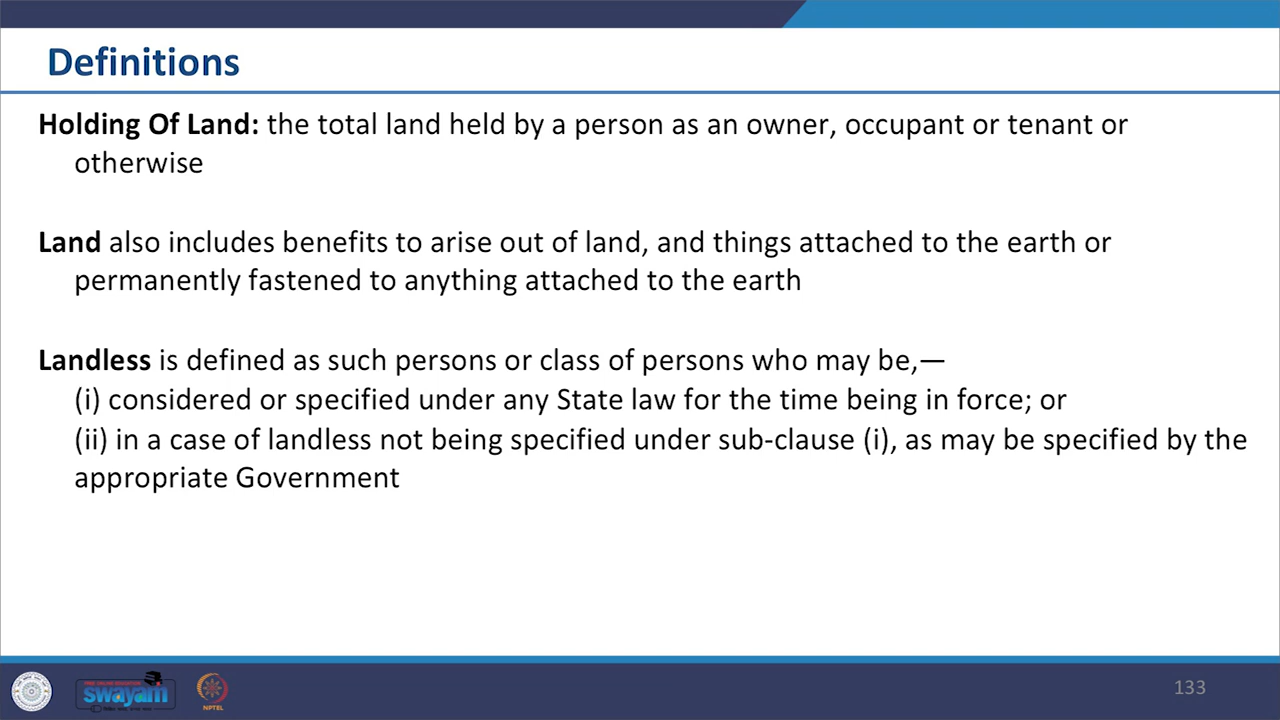 Definitions
Holding Of Land: the total land held by a person as an owner, occupant or tenant or
otherwise
Land also includes benefits to arise out of land, and things attached to the earth or
permanently fastened to anything attached to the earth
Landless is defined as such persons or class of persons who may be,—
(i) considered or specified under any State law for the time being in force; or
(ii) in a case of landless not being specified under sub-clause (i), as may be specified by the
appropriate Government
swayam
NPTEL
133